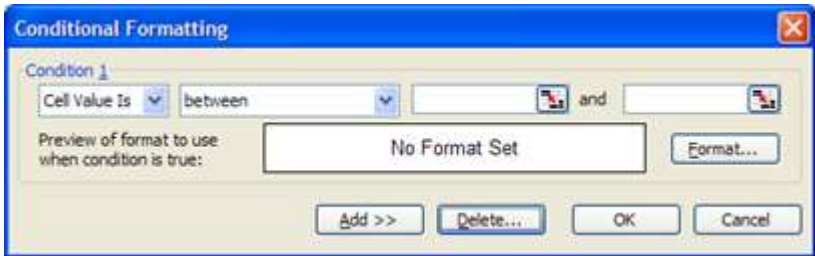 Conditional Formatting
Condition 1
Cell Value Is between and
Preview of format to use
when condition is true:
No Format Set
Format...
Add >> Delete... OK Cancel